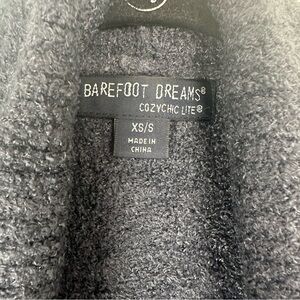 BAREFOOT DREAMS®
COZYCHIC LITE®
XS/S
MADE IN
CHINA